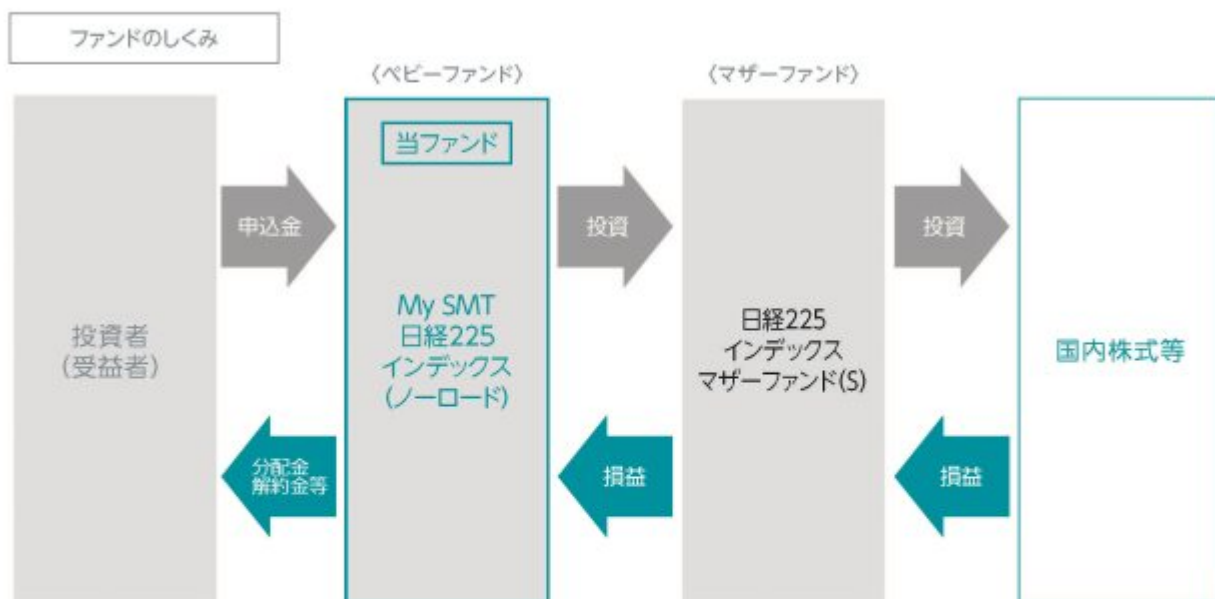 ファンドのしくみ
〈ベビーファンド〉
〈マザーファンド〉
当ファンド
申込金
投資
投資
投資者
(受益者)
My SMT
日経225
インデックス
(ノーロード)
日経225
インデックス
マザーファンド(S)
国内株式等
分配金
解約金等
損益
損益